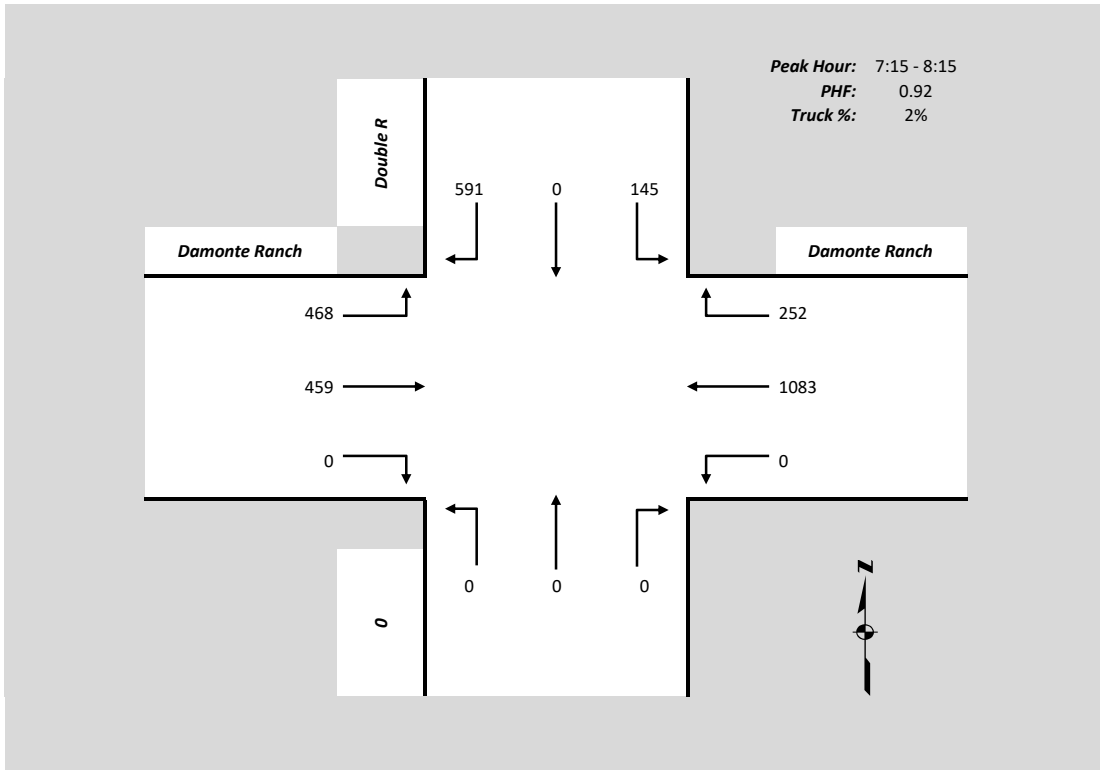 Peak Hour: 7:15 - 8:15
PHF: 0.92
Truck %: 2%
Double R
591 0 145
Damonte Ranch
Damonte Ranch
468
252
459
1083
0
0
0 0 0
0
N